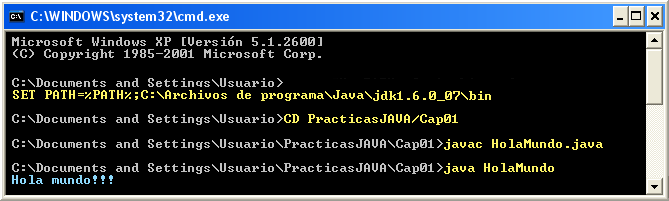 C:\WINDOWS\system32\cmd.exe
Microsoft Windows XP [Versión 5.1.2600]
(C) Copyright 1985-2001 Microsoft Corp.
C:\Documents and Settings\Usuario>
SET PATH=%PATH%;C:\Archivos de programa\Java\jdk1.6.0_07\bin
C:\Documents and Settings\Usuario>CD PracticasJAVA/Cap01
C:\Documents and Settings\Usuario\PracticasJAVA\Cap01>javac HolaMundo.java
C:\Documents and Settings\Usuario\PracticasJAVA\Cap01>java HolaMundo
Hola mundo!!!